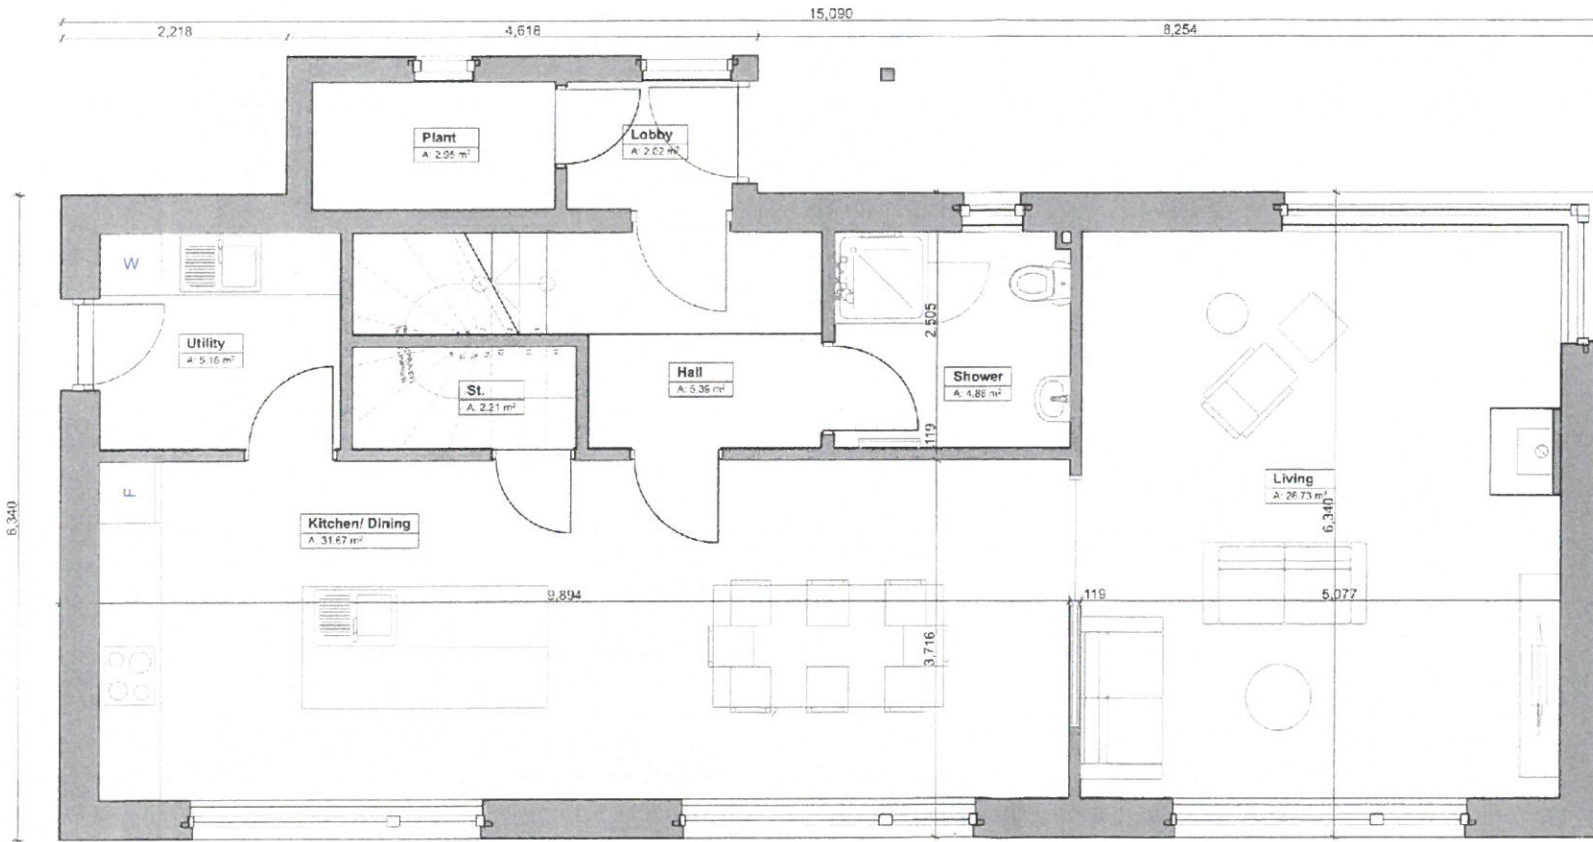 15,090
2,218
4,618
8,254
Plant
A: 2.95 m²
Lobby
A: 2.02 m²
W
Utility
A: 5.16 m²
2,505
Hall
A: 5.39 m²
Shower
A: 4.88 m²
St.
A: 2.21 m²
119
Living
A: 26.73 m²
F
Kitchen/ Dining
A: 31.67 m²
6,340
6,340
9,894
119
5,077
3,716